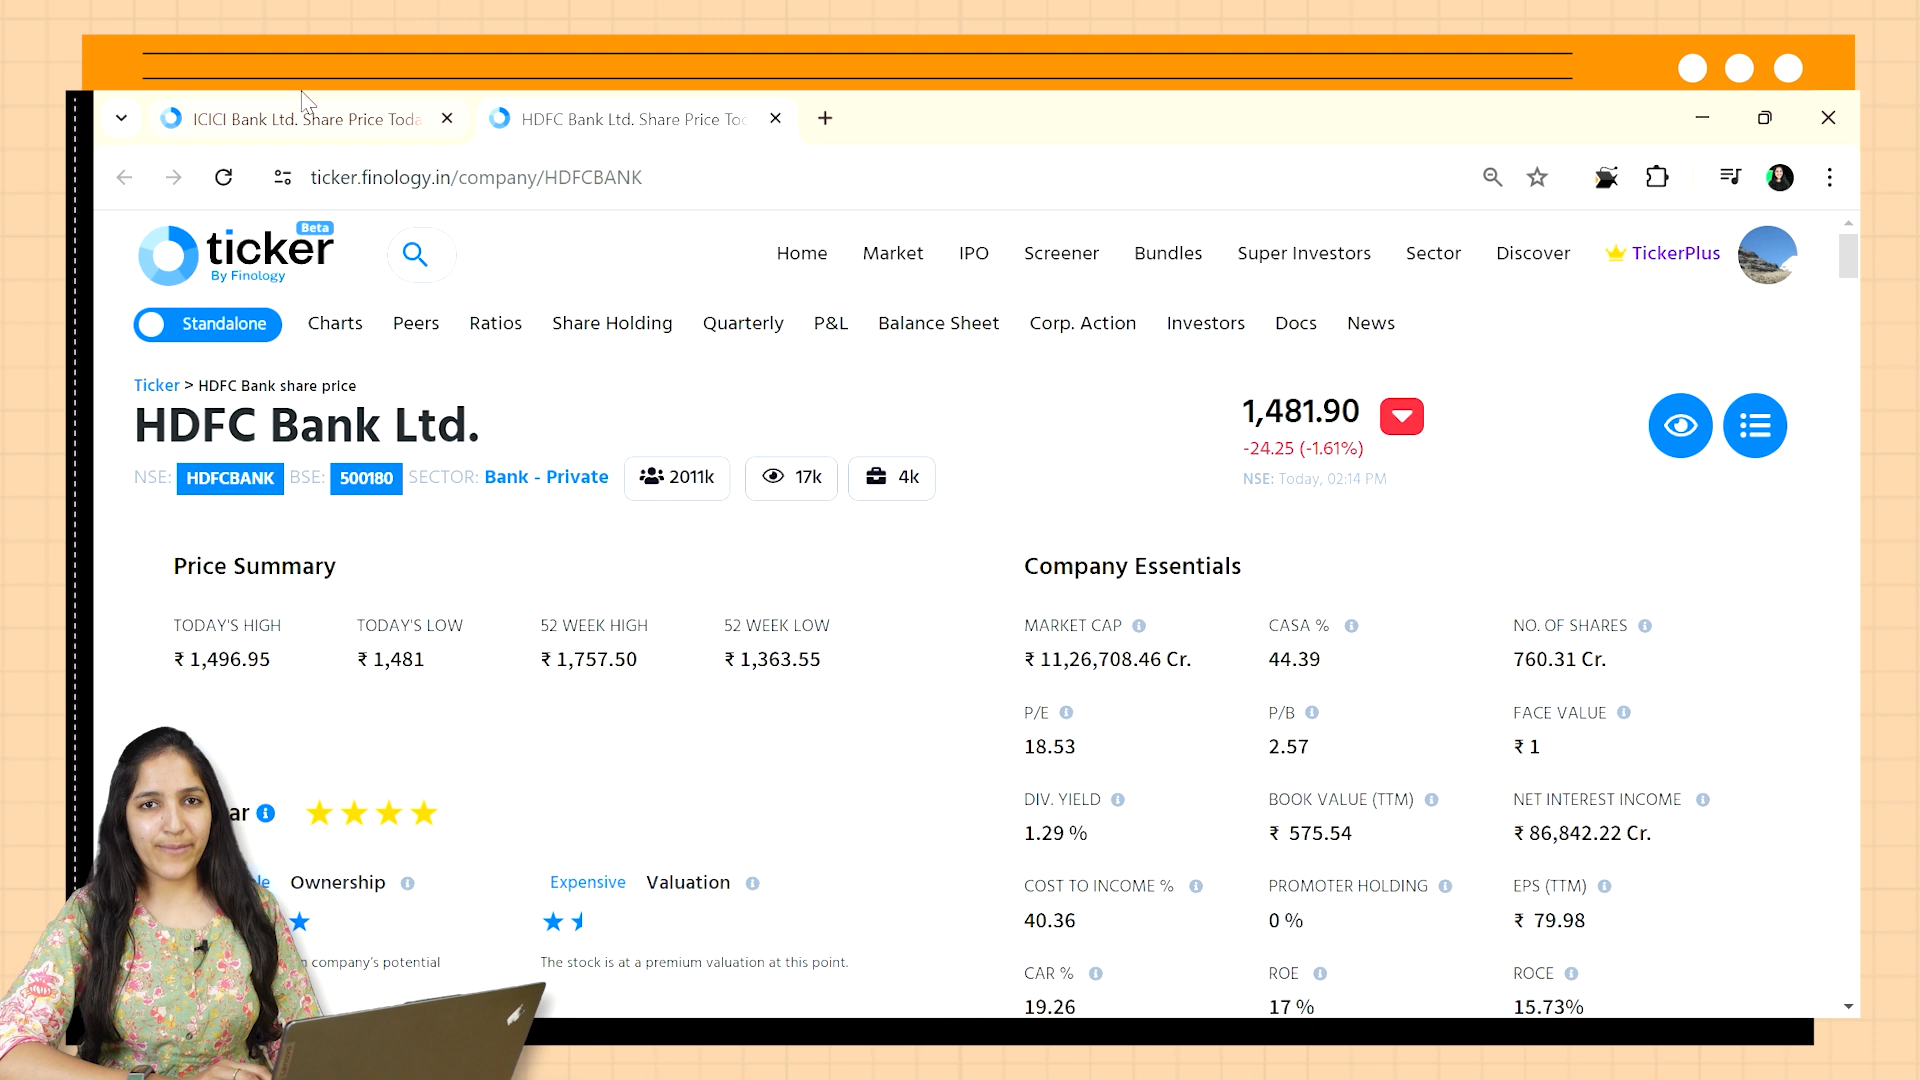 ICICI Bank Ltd. Share Price Toda
HDFC Bank Ltd. Share Price Too
ticker.finology.in/company/HDFCBANK
ticker
Beta
By Finology
Home Market IPO Screener Bundles Super Investors Sector Discover TickerPlus
Standalone Charts Peers Ratios Share Holding Quarterly P&L Balance Sheet Corp. Action Investors Docs News
Ticker > HDFC Bank share price
HDFC Bank Ltd.
1,481.90
-24.25 (-1.61%)
NSE: Today, 02:14 PM
NSE: HDFCBANK BSE: 500180 SECTOR: Bank - Private 2011k 17k 4k
Price Summary
TODAY'S HIGH TODAY'S LOW 52 WEEK HIGH 52 WEEK LOW
₹ 1,496.95 ₹ 1,481 ₹ 1,757.50 ₹ 1,363.55
ar
le Ownership
Expensive Valuation
company's potential
The stock is at a premium valuation at this point.
Company Essentials
MARKET CAP CASA % NO. OF SHARES
₹ 11,26,708.46 Cr. 44.39 760.31 Cr.
P/E P/B FACE VALUE
18.53 2.57 ₹ 1
DIV. YIELD BOOK VALUE (TTM) NET INTEREST INCOME
1.29 % ₹ 575.54 ₹ 86,842.22 Cr.
COST TO INCOME % PROMOTER HOLDING EPS (TTM)
40.36 0 % ₹ 79.98
CAR % ROE ROCE
19.26 17 % 15.73%